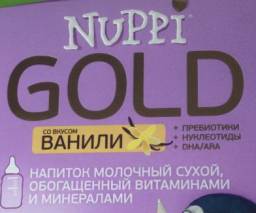 NUPPI
GOLD
СО ВКУСОМ
ВАНИЛИ
+ ПРЕБИОТИКИ
+ НУКЛЕОТИДЫ
+ DHA/ARA
НАПИТОК МОЛОЧНЫЙ СУХОЙ,
ОБОГАЩЕННЫЙ ВИТАМИНАМИ
И МИНЕРАЛАМИ